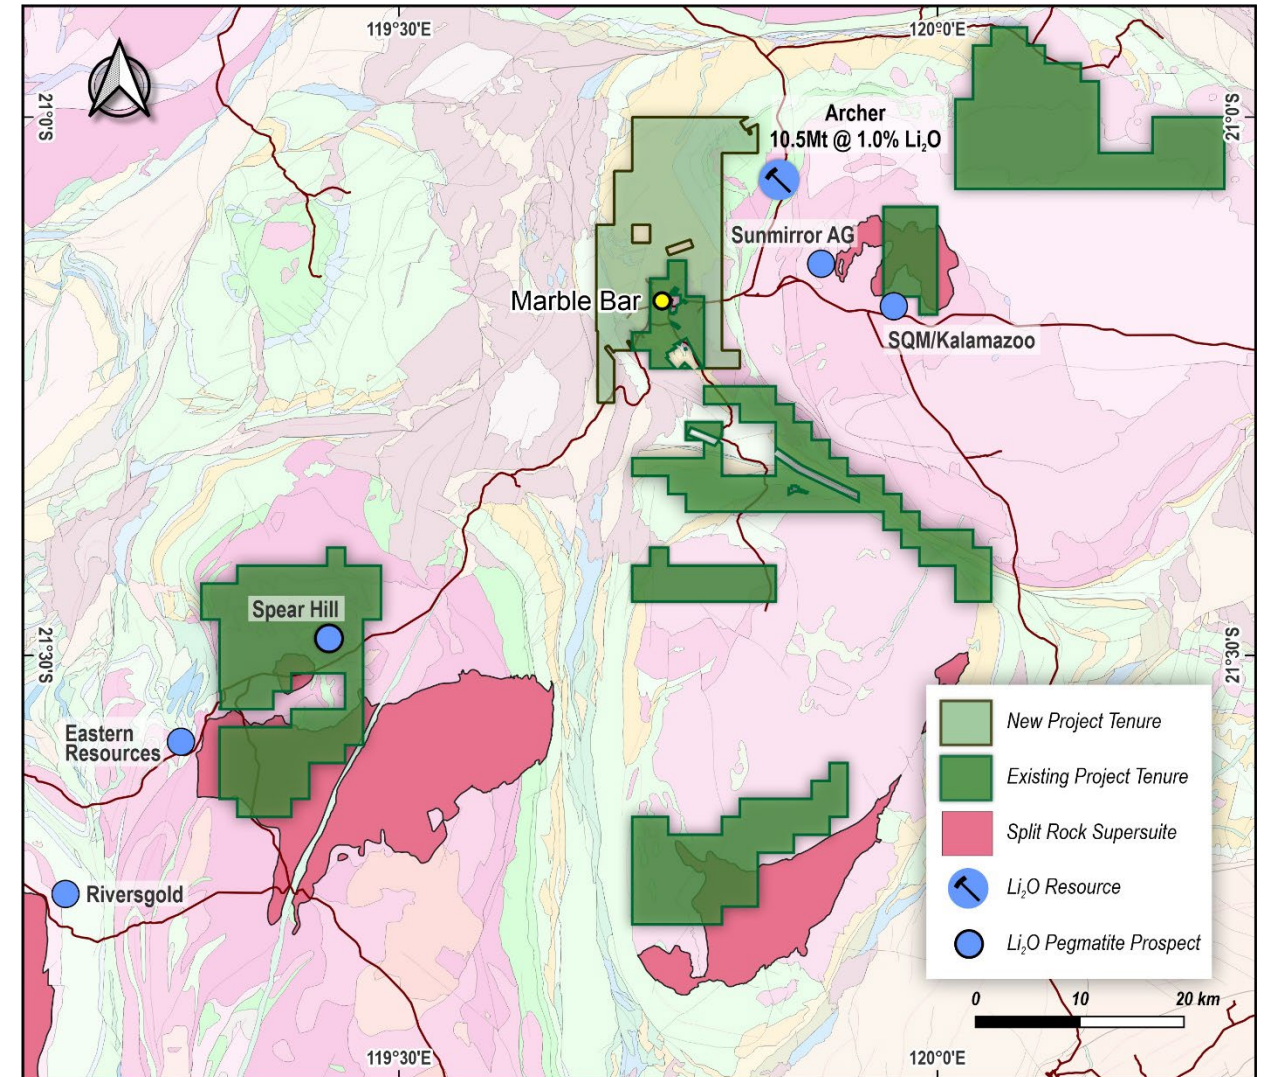 119°30'E
120°0'E
21°0'S
21°0'S
Archer
10.5Mt @ 1.0% Li₂O
Sunmirror AG
Marble Bar
SQM/Kalamazoo
Spear Hill
21°30'S
21°30'S
Eastern
Resources
Riversgold
New Project Tenure
Existing Project Tenure
Split Rock Supersuite
Li₂O Resource
Li₂O Pegmatite Prospect
0 10 20 km
119°30'E
120°0'E